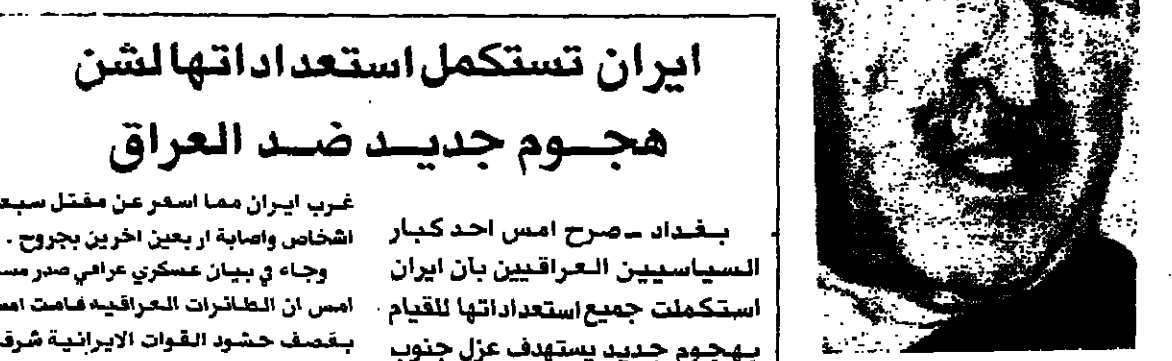 ايران تستكمل استعداداتها لشن
هجوم جديد ضد العراق
بغداد - صرح امس احد كبار
السياسيين العراقيين بأن ايران
استكملت جميع استعداداتها للقيام
بهجوم جديد يستهدف عزل جنوب
غرب ايران مما اسفر عن مقتل سبعة
اشخاص واصابة اربعين اخرين بجروح .
وجاء في بيان عسكري عراقي صدر
امس ان الطائرات العراقية قامت امس
بقصف حشود القوات الايرانية شرق